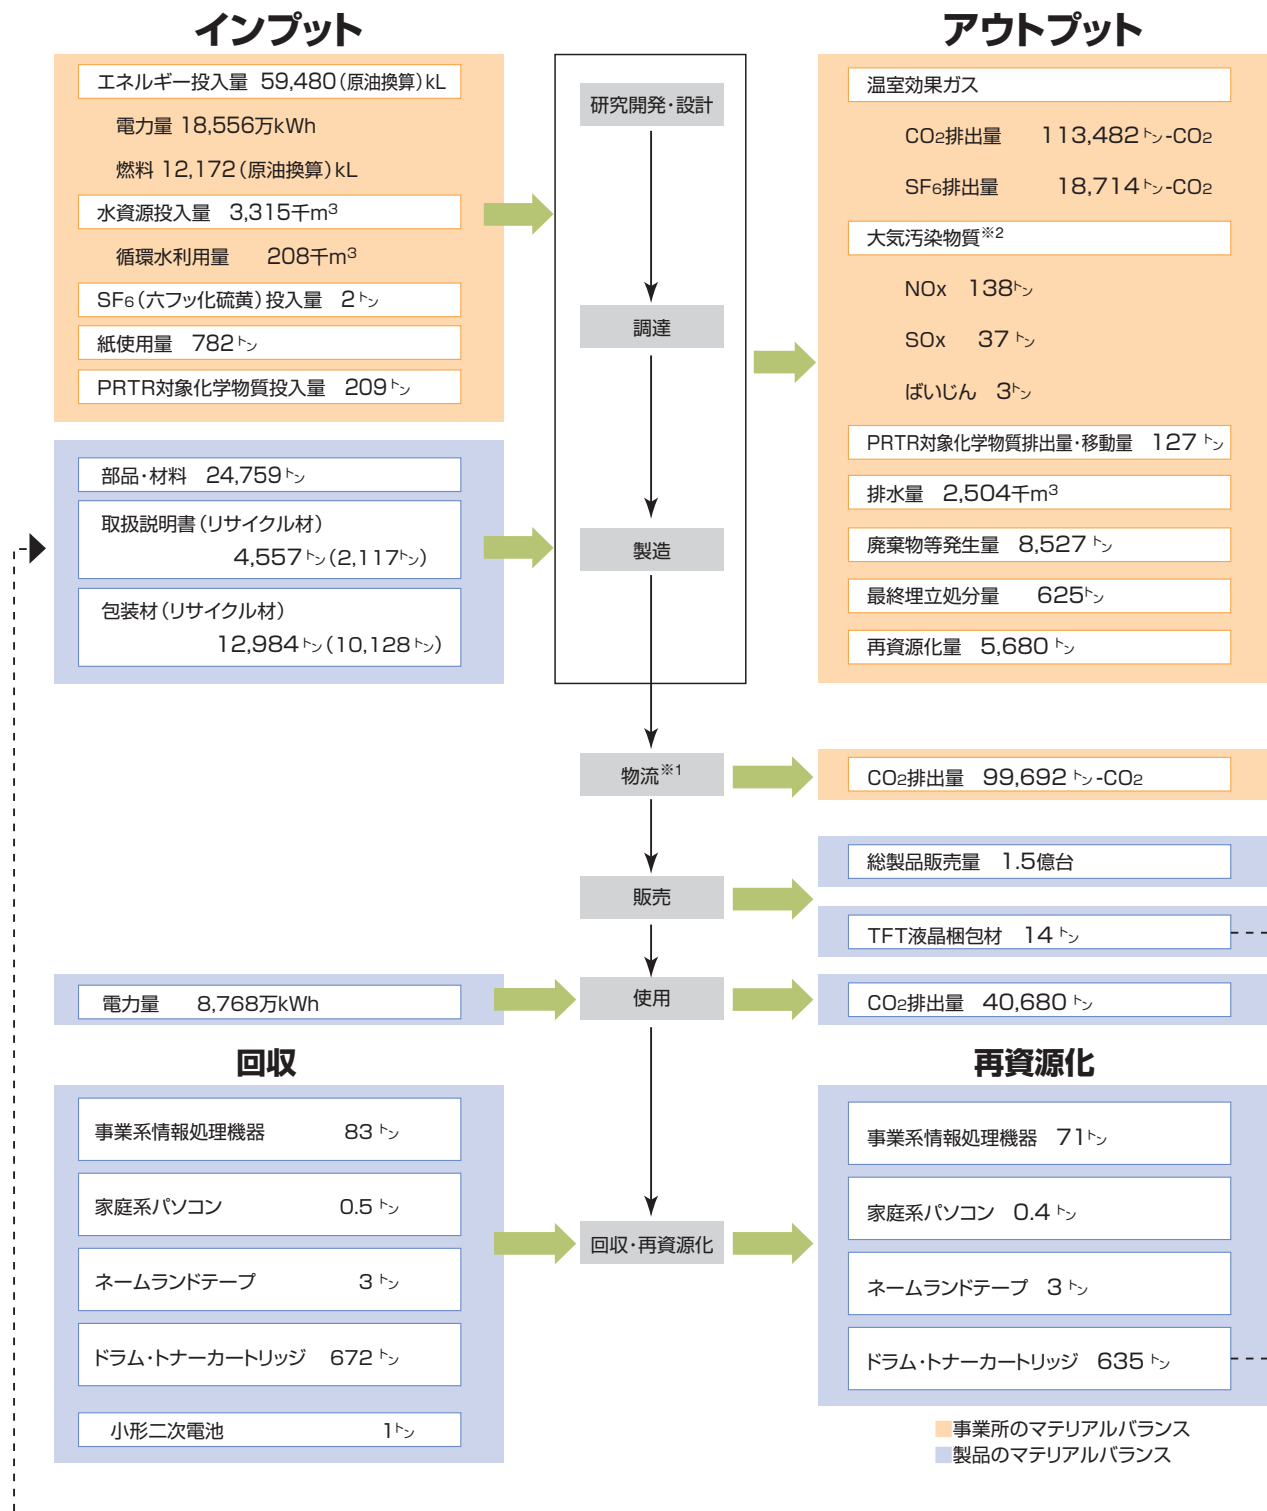 インプット
エネルギー投入量 59,480(原油換算)kL
電力量 18,556万kWh
燃料 12,172(原油換算)kL
水資源投入量 3,315千m³
循環水利用量 208千m³
SF₆(六フッ化硫黄)投入量 2トン
紙使用量 782トン
PRTR対象化学物質投入量 209トン
部品・材料 24,759トン
取扱説明書(リサイクル材)
4,557トン(2,117トン)
包装材(リサイクル材)
12,984トン(10,128トン)
研究開発・設計
調達
製造
物流※1
販売
使用
回収・再資源化
アウトプット
温室効果ガス
CO₂排出量 113,482トン-CO₂
SF₆排出量 18,714トン-CO₂
大気汚染物質※2
NOx 138トン
SOx 37トン
ばいじん 3トン
PRTR対象化学物質排出量・移動量 127トン
排水量 2,504千m³
廃棄物等発生量 8,527トン
最終埋立処分量 625トン
再資源化量 5,680トン
CO₂排出量 99,692トン-CO₂
総製品販売量 1.5億台
TFT液晶梱包材 14トン
電力量 8,768万kWh
CO₂排出量 40,680トン
回収
事業系情報処理機器 83トン
家庭系パソコン 0.5トン
ネームランドテープ 3トン
ドラム・トナーカートリッジ 672トン
小形二次電池 1トン
再資源化
事業系情報処理機器 71トン
家庭系パソコン 0.4トン
ネームランドテープ 3トン
ドラム・トナーカートリッジ 635トン
事業所のマテリアルバランス
製品のマテリアルバランス